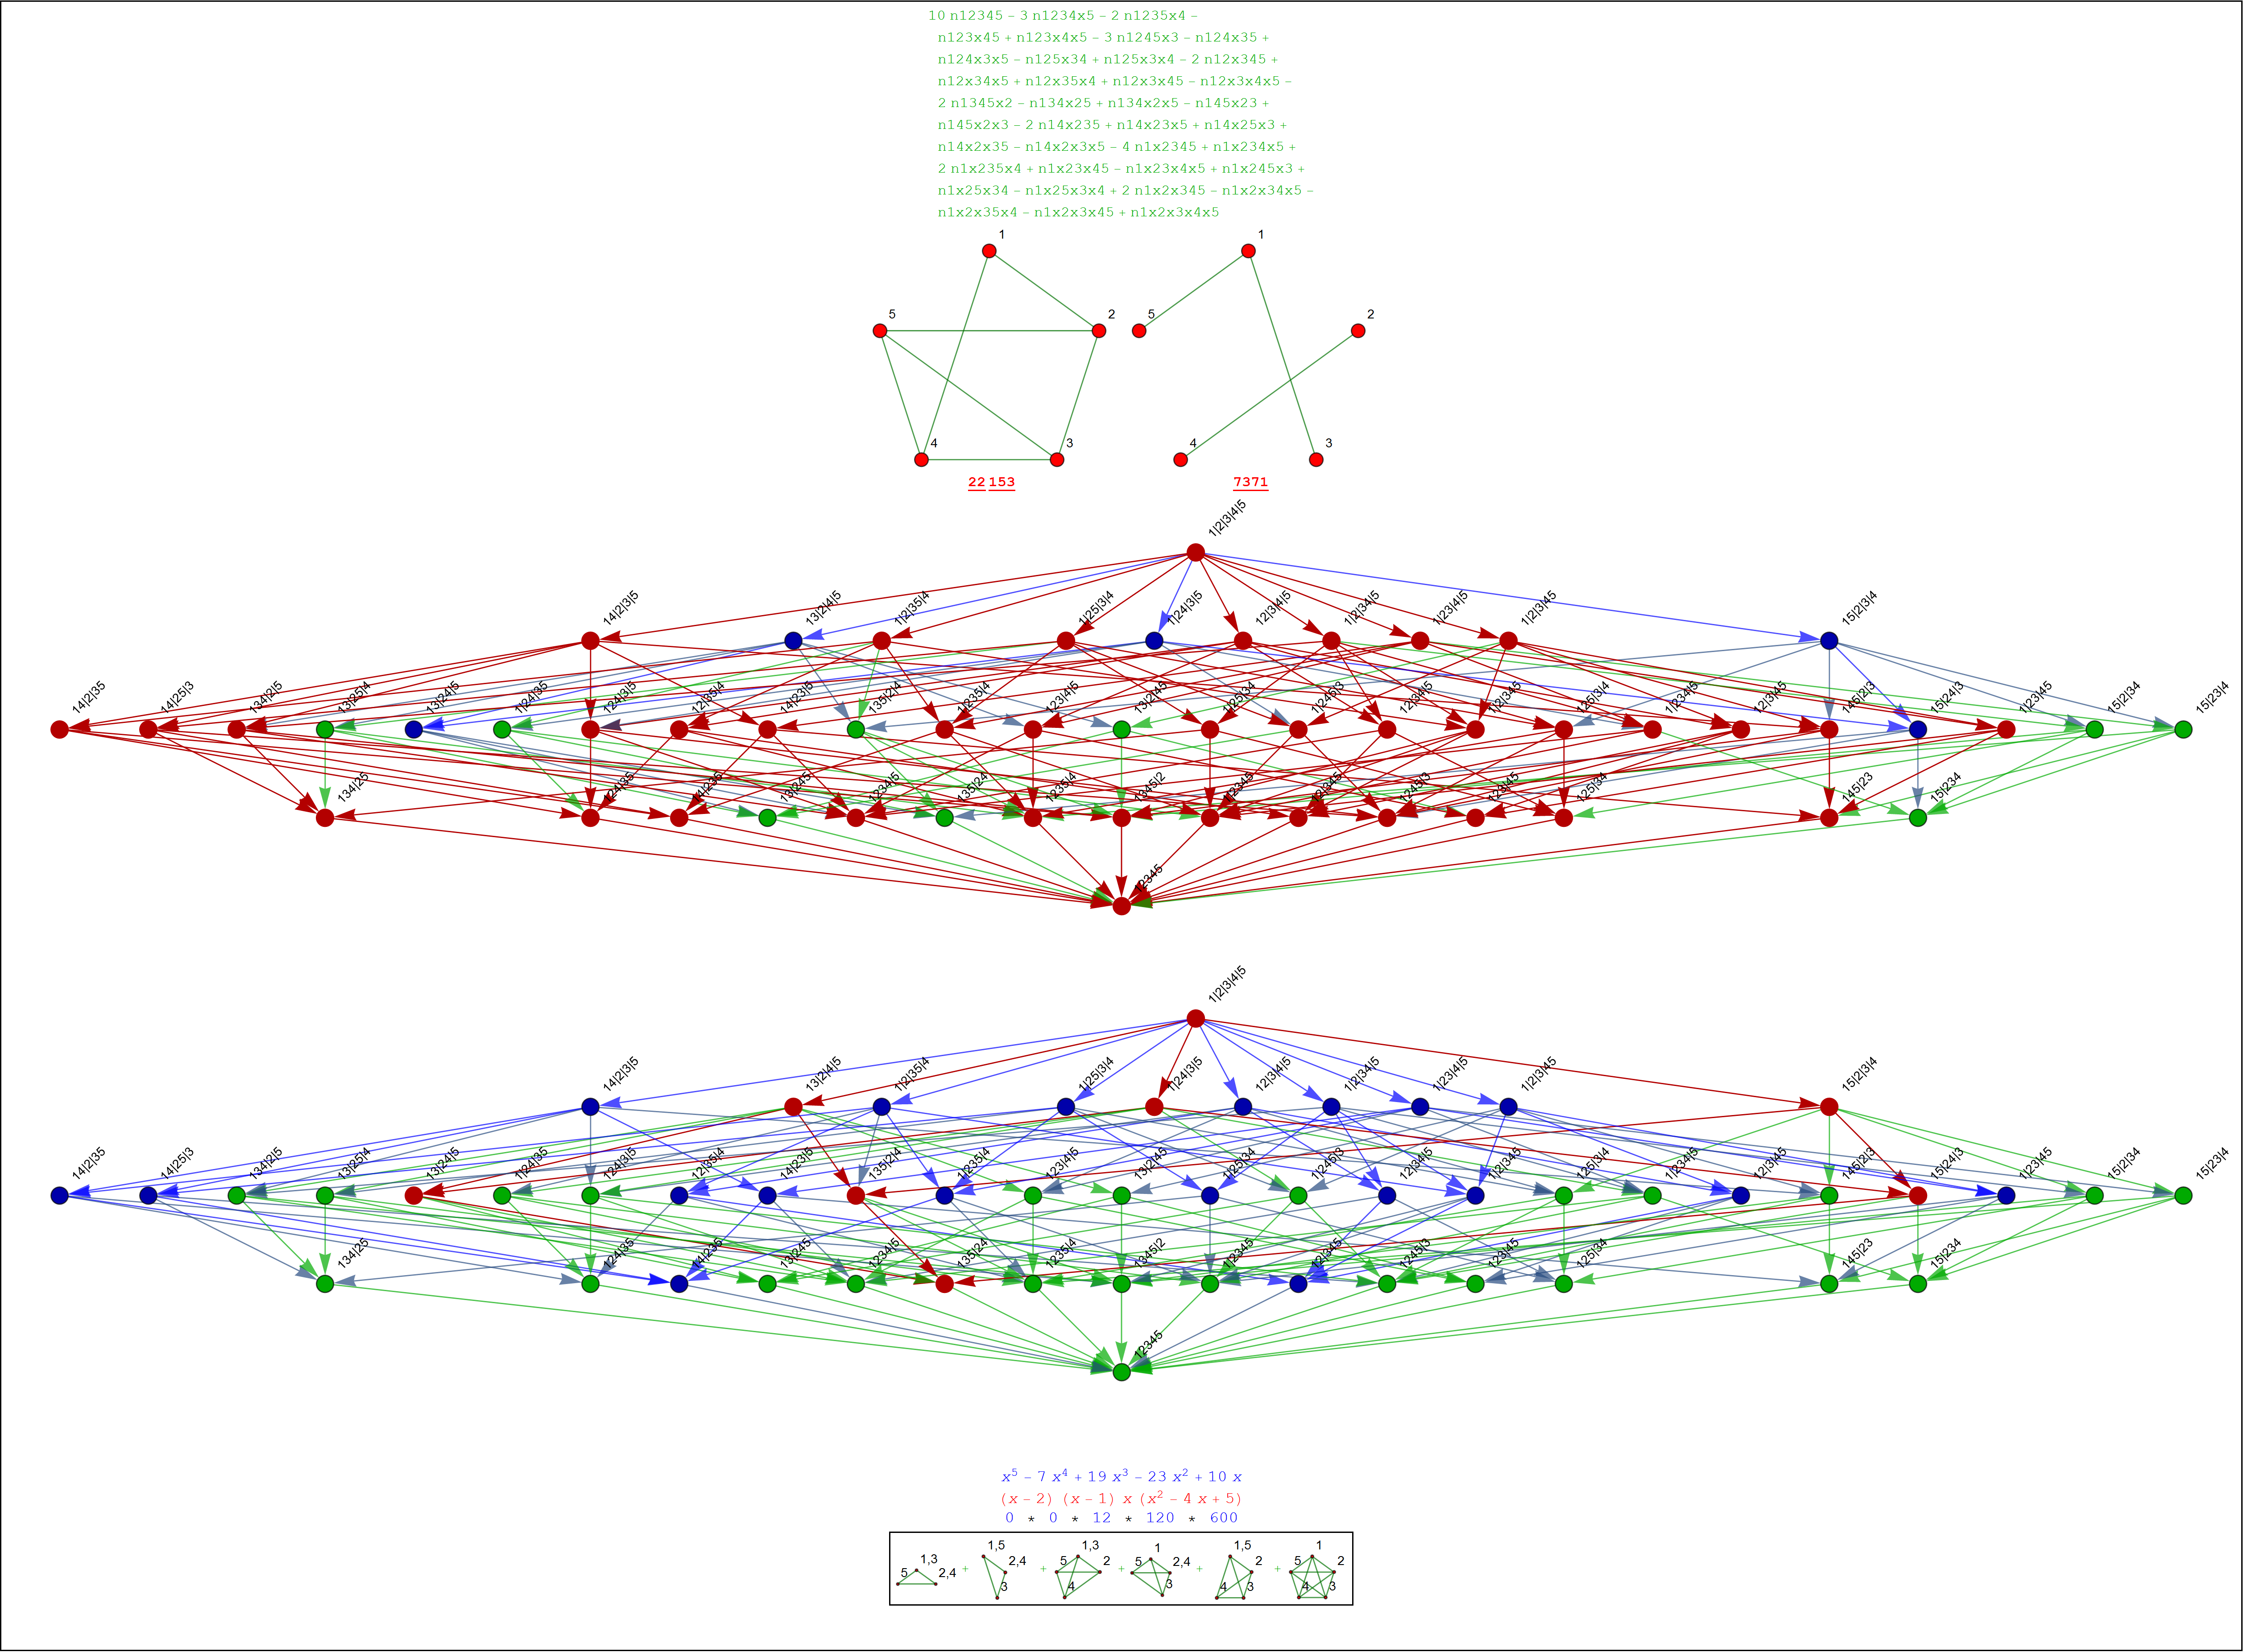 10 n12345 – 3 n1234x5 – 2 n1235x4 –
n123x45 + n123x4x5 – 3 n1245x3 – n124x35 +
n124x3x5 – n125x34 + n125x3x4 – 2 n12x345 +
n12x34x5 + n12x35x4 + n12x3x45 – n12x3x4x5 –
2 n1345x2 – n134x25 + n134x2x5 – n145x23 +
n145x2x3 – 2 n14x235 + n14x23x5 + n14x25x3 +
n14x2x35 – n14x2x3x5 – 4 n1x2345 + n1x234x5 +
2 n1x235x4 + n1x23x45 – n1x23x4x5 + n1x245x3 +
n1x25x34 – n1x25x3x4 + 2 n1x2x345 – n1x2x34x5 –
n1x2x35x4 – n1x2x3x45 + n1x2x3x4x5
1 1
5 2 5 2
4 3 4 3
22 153 7371
1|2|3|4|5
14|2|3|5 13|2|4|5 1|2|35|4 1|25|3|4 1|24|3|5 12|3|4|5 1|2|34|5 1|23|4|5 1|2|3|45 15|2|3|4
14|2|35 14|25|3 134|2|5 13|25|4 13|24|5 1|24|35 124|3|5 12|35|4 14|23|5 135|2|4 1|235|4 123|4|5 13|2|45 1|25|34 1|245|3 12|34|5 1|2|345 125|3|4 1|234|5 12|3|45 145|2|3 15|24|3 1|23|45 15|2|34 15|23|4
134|25 124|35 14|235 13|245 1234|5 135|24 1235|4 1345|2 1|2345 12|345 1245|3 123|45 125|34 145|23 15|234
12345
1|2|3|4|5
14|2|3|5 13|2|4|5 1|2|35|4 1|25|3|4 1|24|3|5 12|3|4|5 1|2|34|5 1|23|4|5 1|2|3|45 15|2|3|4
14|2|35 14|25|3 134|2|5 13|25|4 13|24|5 1|24|35 124|3|5 12|35|4 14|23|5 135|2|4 1|235|4 123|4|5 13|2|45 1|25|34 1|245|3 12|34|5 1|2|345 125|3|4 1|234|5 12|3|45 145|2|3 15|24|3 1|23|45 15|2|34 15|23|4
134|25 124|35 14|235 13|245 1234|5 135|24 1235|4 1345|2 1|2345 12|345 1245|3 123|45 125|34 145|23 15|234
12345
x⁵ – 7 x⁴ + 19 x³ – 23 x² + 10 x
(x – 2) (x – 1) x (x² – 4 x + 5)
0 * 0 * 12 * 120 * 600
1,3 5 2,4 + 1,5 2,4 3 + 1,3 5 2 4 + 1 5 2,4 3 + 1,5 2 4 3 + 1 5 2 4 3